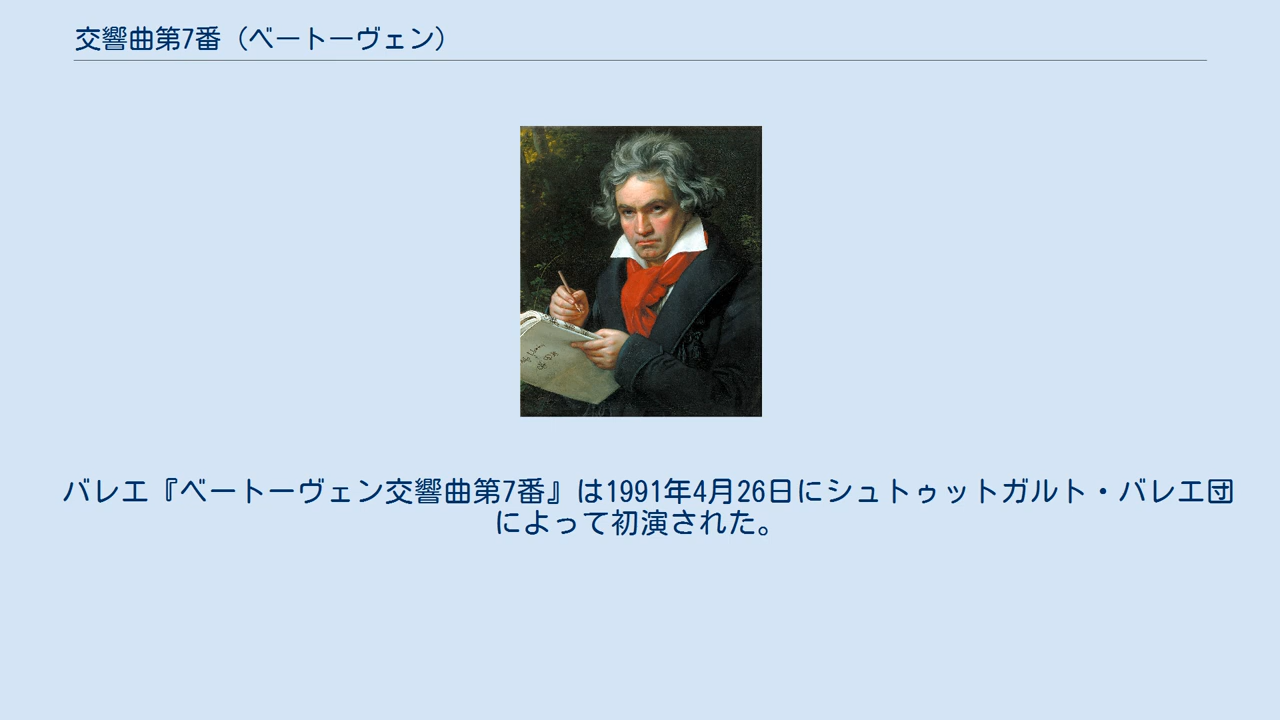 交響曲第7番（ベートーヴェン）
バレエ『ベートーヴェン交響曲第7番』は1991年4月26日にシュトゥットガルト・バレエ団
によって初演された。